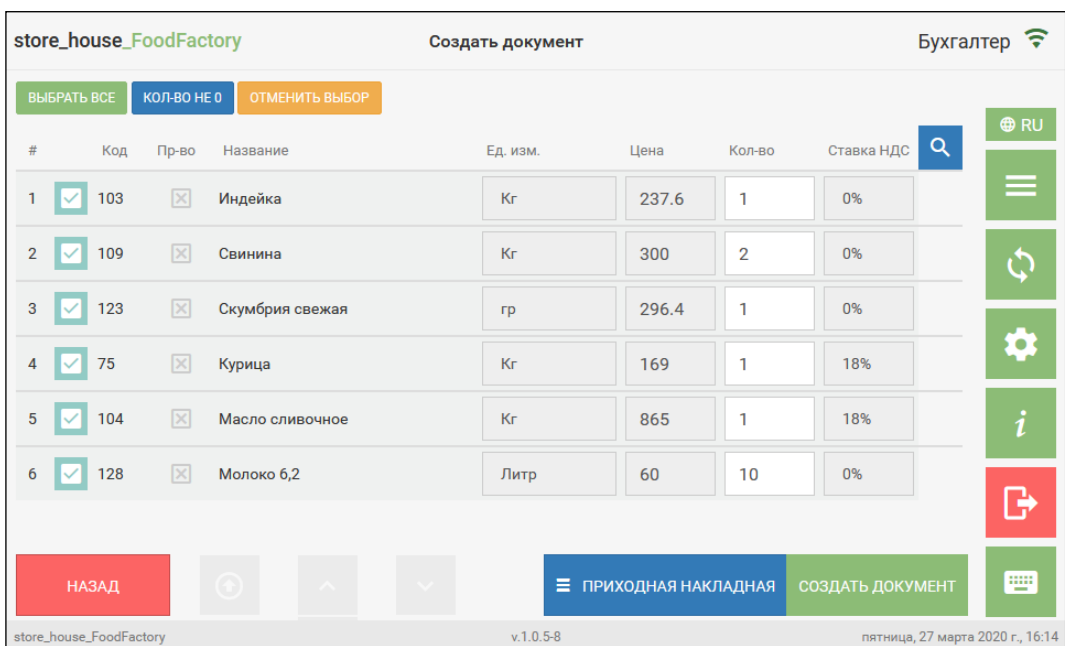 store_house_FoodFactory Создать документ Бухгалтер
ВЫБРАТЬ ВСЕ КОЛ-ВО НЕ 0 ОТМЕНИТЬ ВЫБОР
RU
# Код Пр-во Название Ед. изм. Цена Кол-во Ставка НДС
1 103 Индейка Кг 237.6 1 0%
2 109 Свинина Кг 300 2 0%
3 123 Скумбрия свежая гр 296.4 1 0%
4 75 Курица Кг 169 1 18%
5 104 Масло сливочное Кг 865 1 18%
i
6 128 Молоко 6,2 Литр 60 10 0%
НАЗАД ПРИХОДНАЯ НАКЛАДНАЯ СОЗДАТЬ ДОКУМЕНТ
store_house_FoodFactory v.1.0.5-8 пятница, 27 марта 2020 г., 16:14